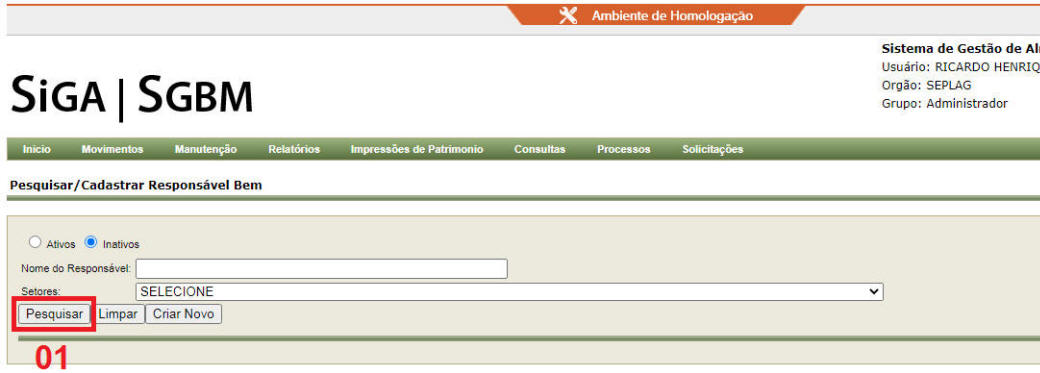 Ambiente de Homologação
Sistema de Gestão de Al
Usuário: RICARDO HENRIQ
Orgão: SEPLAG
Grupo: Administrador
SiGA | SGBM
Inicio Movimentos Manutenção Relatórios Impressões de Patrimonio Consultas Processos Solicitações
Pesquisar/Cadastrar Responsável Bem
Ativos Inativos
Nome do Responsável:
Setores: SELECIONE
Pesquisar Limpar Criar Novo
01